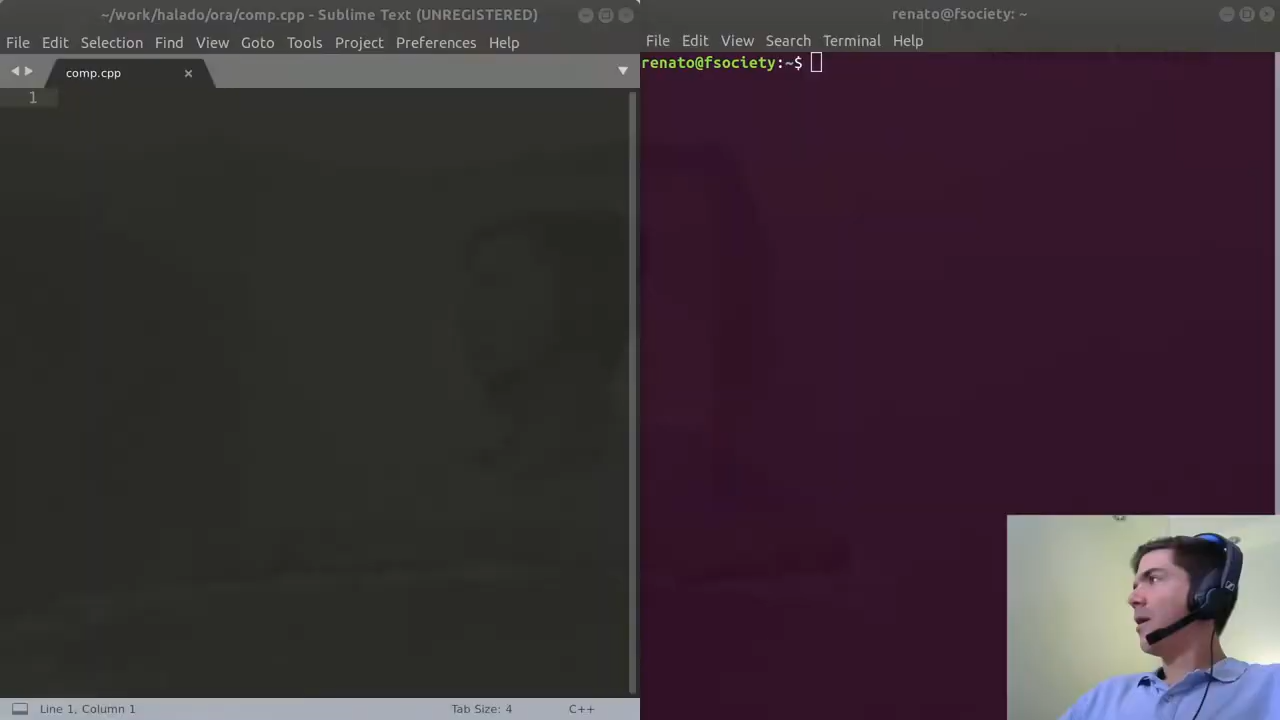 ~/work/halado/ora/comp.cpp - Sublime Text (UNREGISTERED)
File Edit Selection Find View Goto Tools Project Preferences Help
comp.cpp
1
Line 1, Column 1
Tab Size: 4
C++
renato@fsociety: ~
File Edit View Search Terminal Help
renato@fsociety:~$